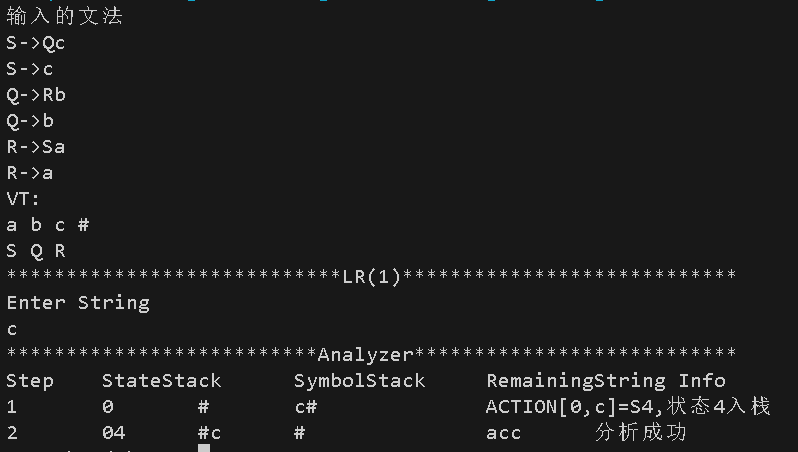 输入的文法
S->Qc
S->c
Q->Rb
Q->b
R->Sa
R->a
VT:
a b c #
S Q R
****************************LR(1)****************************
Enter String
c
**************************Analyzer***************************
Step StateStack SymbolStack RemainingString Info
1 0 # c# ACTION[0,c]=S4,状态4入栈
2 04 #c # acc 分析成功